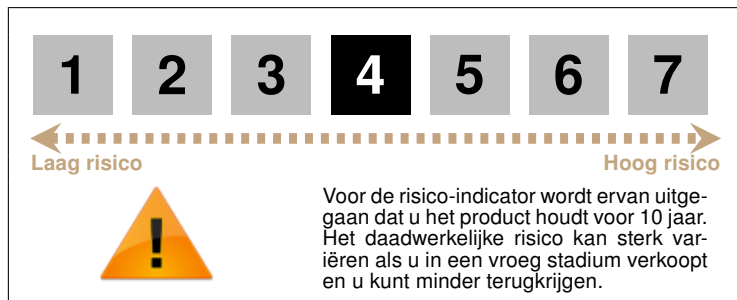 1 2 3 4 5 6 7
Laag risico Hoog risico
!
Voor de risico-indicator wordt ervan uitge-
gaan dat u het product houdt voor 10 jaar.
Het daadwerkelijke risico kan sterk var-
iëren als u in een vroeg stadium verkoopt
en u kunt minder terugkrijgen.